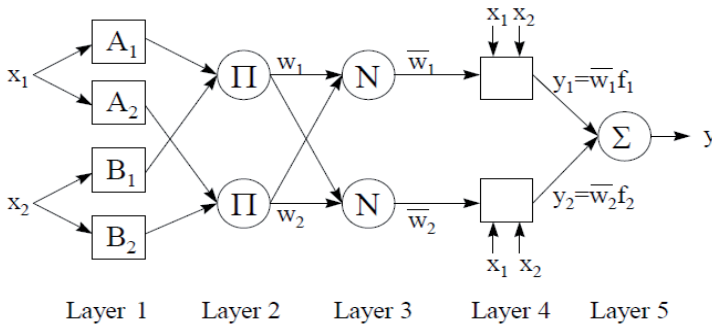 x₁ x₂
A₁
x₁ Π w₁ N w̅₁ y₁=w̅₁f₁
A₂
Σ y
B₁
x₂ Π w₂ N w̅₂ y₂=w̅₂f₂
B₂
x₁ x₂
Layer 1 Layer 2 Layer 3 Layer 4 Layer 5